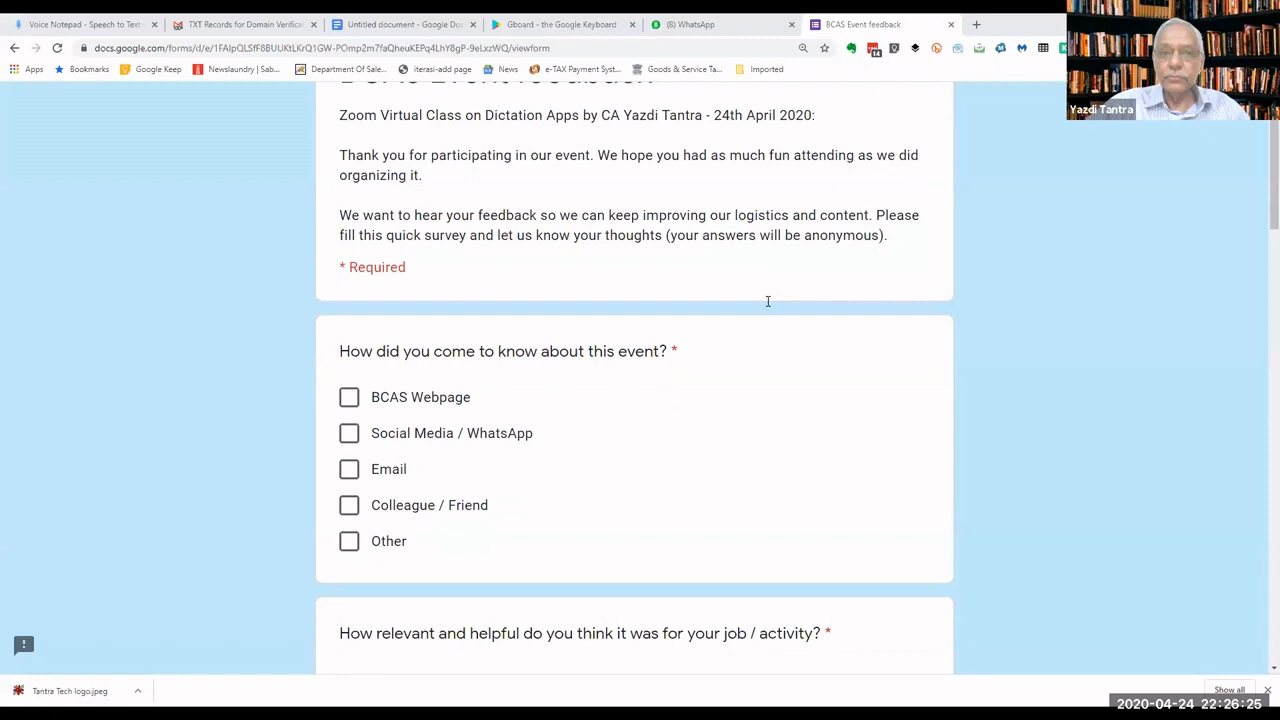 Voice Notepad - Speech to Text
TXT Records for Domain Verifica
Untitled document - Google Doc
Gboard - the Google Keyboard
(8) WhatsApp
BCAS Event feedback
docs.google.com/forms/d/e/
/viewform
Apps
Bookmarks
Google Keep
Newslaundry | Sab...
Department Of Sale...
iterasi-add page
News
e-TAX Payment Syst...
Goods & Service Ta...
Imported
Yazdi Tantra
Zoom Virtual Class on Dictation Apps by CA Yazdi Tantra - 24th April 2020:
Thank you for participating in our event. We hope you had as much fun attending as we did
organizing it.
We want to hear your feedback so we can keep improving our logistics and content. Please
fill this quick survey and let us know your thoughts (your answers will be anonymous).
* Required
How did you come to know about this event? *
BCAS Webpage
Social Media / WhatsApp
Email
Colleague / Friend
Other
How relevant and helpful do you think it was for your job / activity? *
Tantra Tech logo.jpeg
Show all
2020-04-24 22:26:25